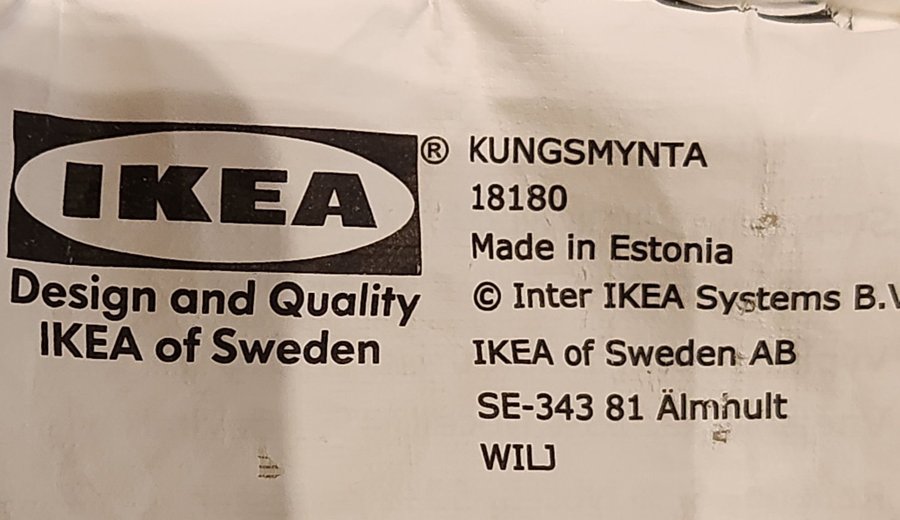 IKEA®
Design and Quality
IKEA of Sweden
KUNGSMYNTA
18180
Made in Estonia
© Inter IKEA Systems B.V
IKEA of Sweden AB
SE-343 81 Älmhult
WILJ